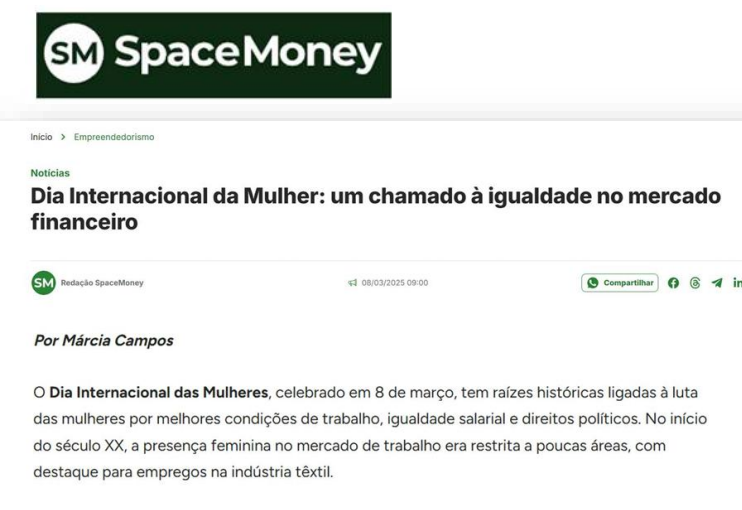 SM SpaceMoney
Início > Empreendedorismo
Notícias
Dia Internacional da Mulher: um chamado à igualdade no mercado
financeiro
SM Redação SpaceMoney
08/03/2025 09:00
Compartilhar
Por Márcia Campos
O Dia Internacional das Mulheres, celebrado em 8 de março, tem raízes históricas ligadas à luta
das mulheres por melhores condições de trabalho, igualdade salarial e direitos políticos. No início
do século XX, a presença feminina no mercado de trabalho era restrita a poucas áreas, com
destaque para empregos na indústria têxtil.